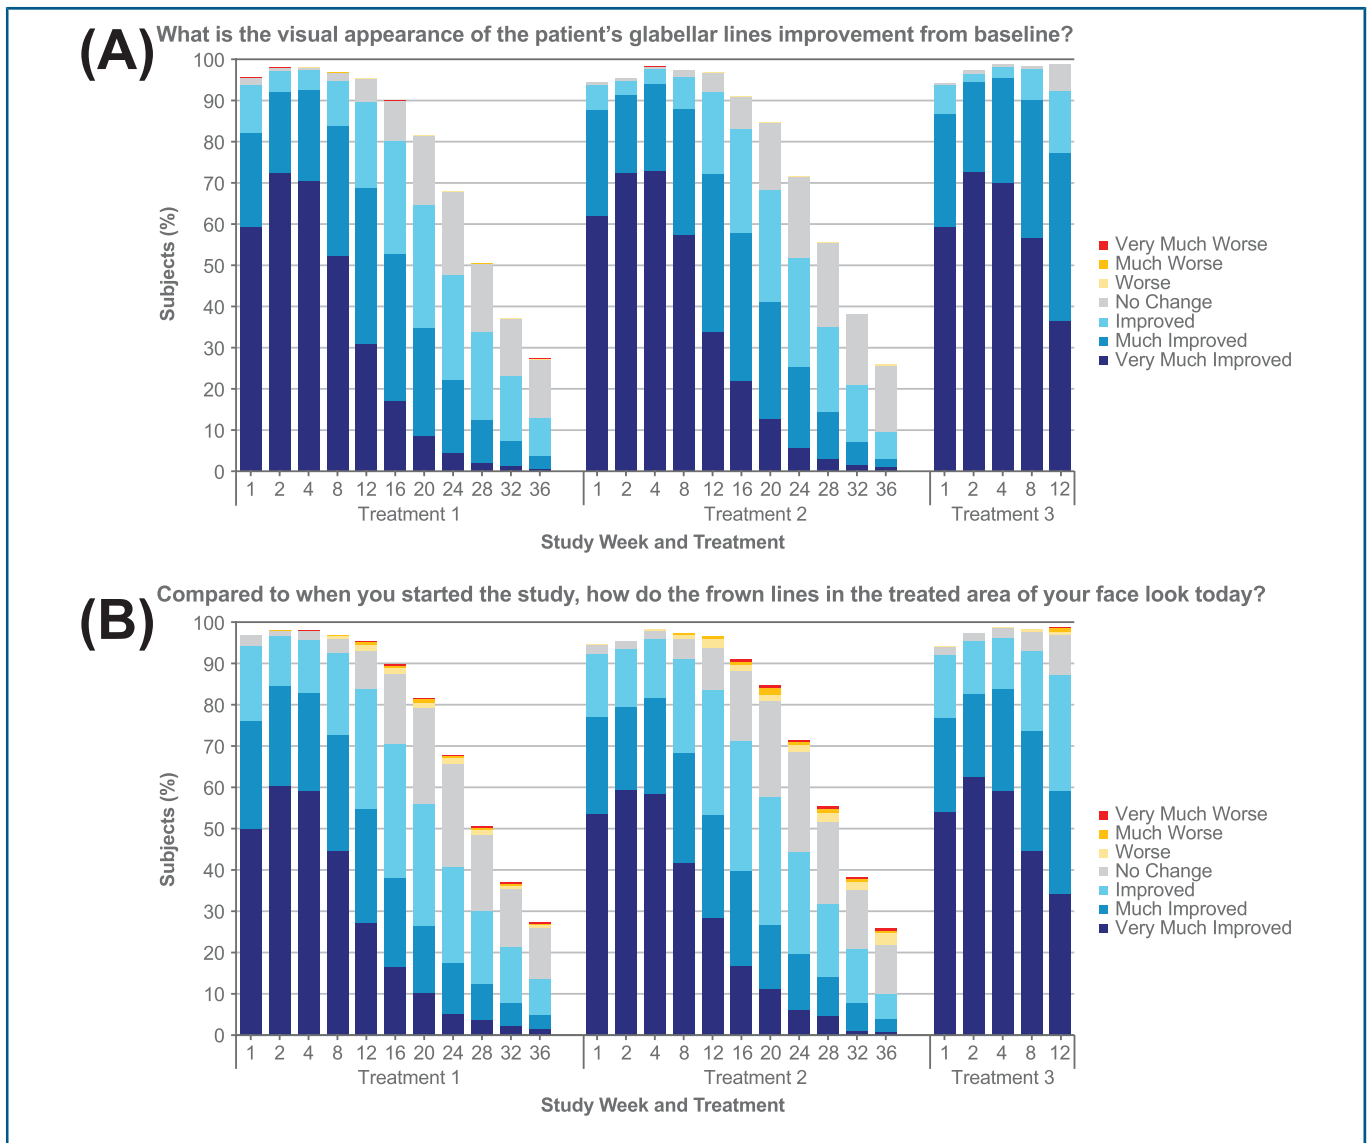 (A) What is the visual appearance of the patient’s glabellar lines improvement from baseline?
100
90
80
70
60
50
40
30
20
10
0
Subjects (%)
Very Much Worse
Much Worse
Worse
No Change
Improved
Much Improved
Very Much Improved
1 2 4 8 12 16 20 24 28 32 36 1 2 4 8 12 16 20 24 28 32 36 1 2 4 8 12
Treatment 1 Treatment 2 Treatment 3
Study Week and Treatment
(B) Compared to when you started the study, how do the frown lines in the treated area of your face look today?
100
90
80
70
60
50
40
30
20
10
0
Subjects (%)
Very Much Worse
Much Worse
Worse
No Change
Improved
Much Improved
Very Much Improved
1 2 4 8 12 16 20 24 28 32 36 1 2 4 8 12 16 20 24 28 32 36 1 2 4 8 12
Treatment 1 Treatment 2 Treatment 3
Study Week and Treatment